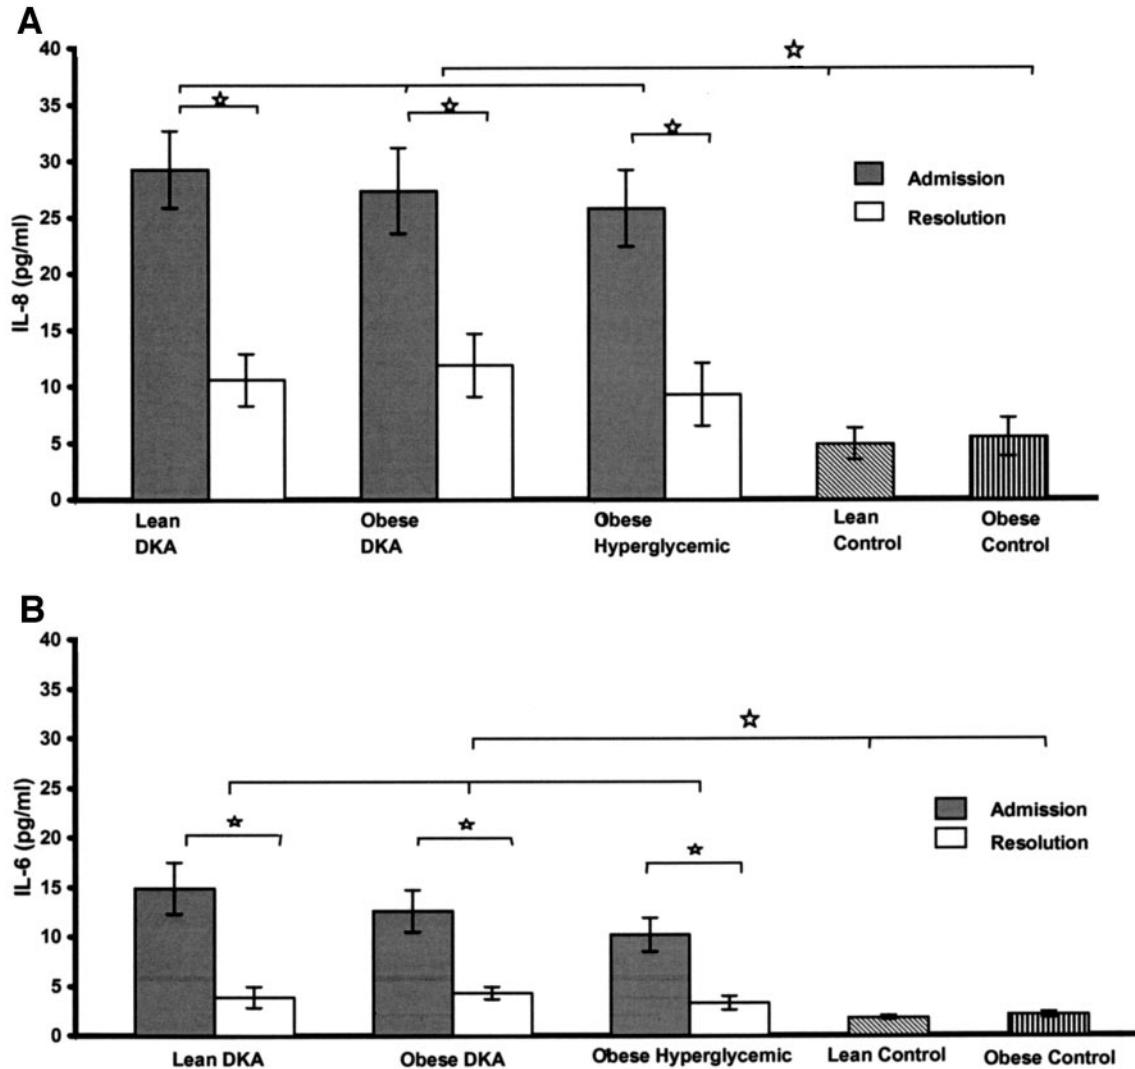 A
40
35
30
25
20
15
10
5
0
IL-8 (pg/ml)
Admission
Resolution
Lean
DKA
Obese
DKA
Obese
Hyperglycemic
Lean
Control
Obese
Control
B
40
35
30
25
20
15
10
5
0
IL-6 (pg/ml)
Admission
Resolution
Lean DKA
Obese DKA
Obese Hyperglycemic
Lean Control
Obese Control